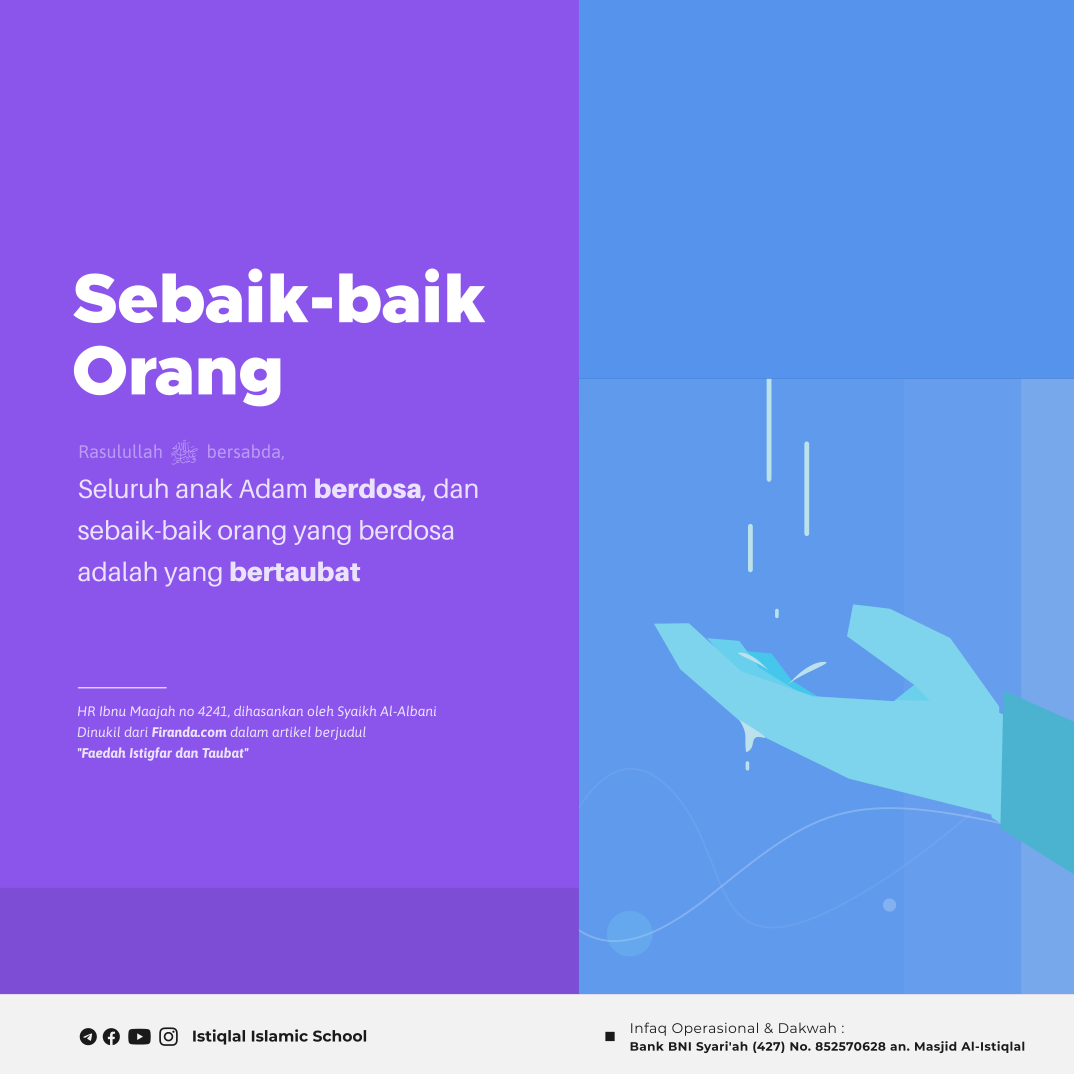 Sebaik-baik
Orang
Rasulullah ﷺ bersabda,
Seluruh anak Adam berdosa, dan
sebaik-baik orang yang berdosa
adalah yang bertaubat
HR Ibnu Maajah no 4241, dihasankan oleh Syaikh Al-Albani
Dinukil dari Firanda.com dalam artikel berjudul
"Faedah Istigfar dan Taubat"
Istiqlal Islamic School
Infaq Operasional & Dakwah :
Bank BNI Syari'ah (427) No. 852570628 an. Masjid Al-Istiqlal